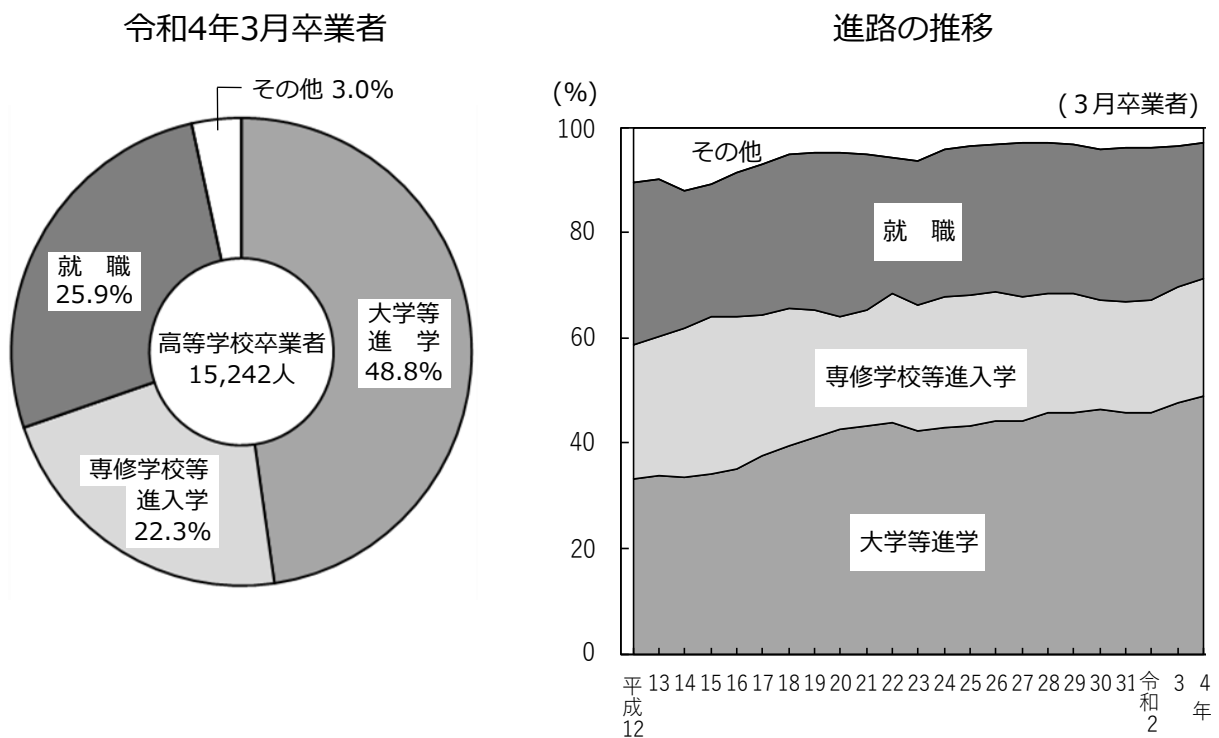 令和4年3月卒業者
その他 3.0%
就 職
25.9%
大学等
進 学
48.8%
高等学校卒業者
15,242人
専修学校等
進入学
22.3%
進路の推移
(%)
(３月卒業者)
100
80
60
40
20
0
その他
就 職
専修学校等進入学
大学等進学
平成12 13 14 15 16 17 18 19 20 21 22 23 24 25 26 27 28 29 30 31 令和2 3 4年